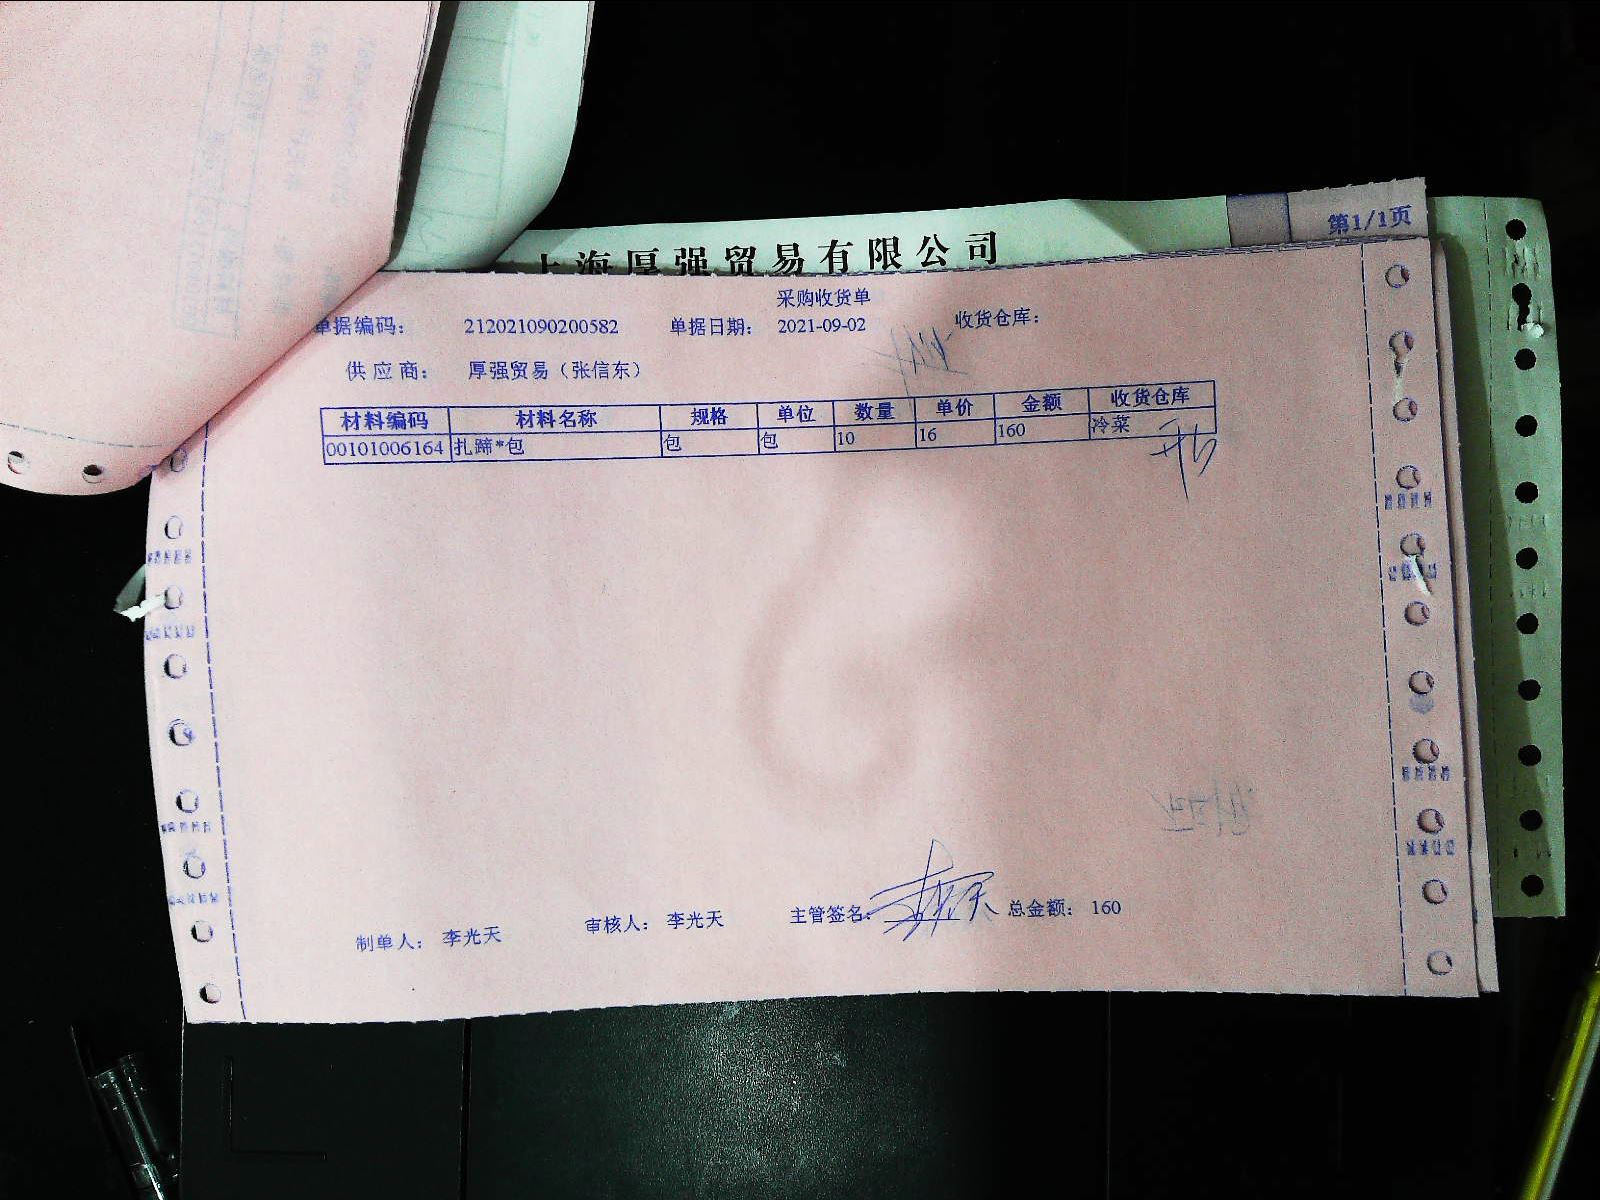 第1/1页
上海厚强贸易有限公司
采购收货单
单据编码： 212021090200582 单据日期： 2021-09-02 收货仓库：
供应商： 厚强贸易（张信东）
材料编码 材料名称 规格 单位 数量 单价 金额 收货仓库
00101006164 扎蹄*包 包 包 10 16 160 冷菜
制单人： 李光天 审核人： 李光天 主管签名： 总金额： 160